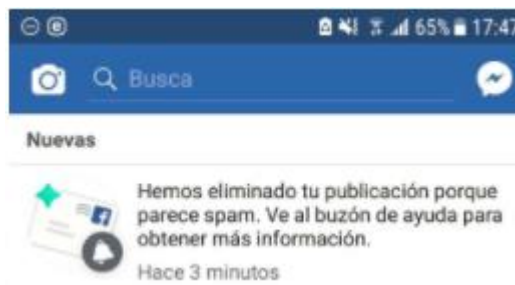 65% 17:47
Busca
Nuevas
Hemos eliminado tu publicación porque
parece spam. Ve al buzón de ayuda para
obtener más información.
Hace 3 minutos